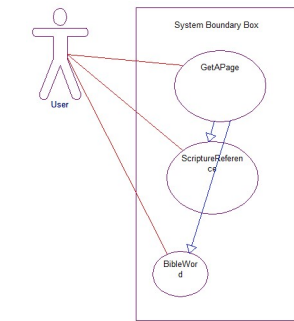 System Boundary Box
GetAPage
User
ScriptureReferen
ce
BibleWor
d